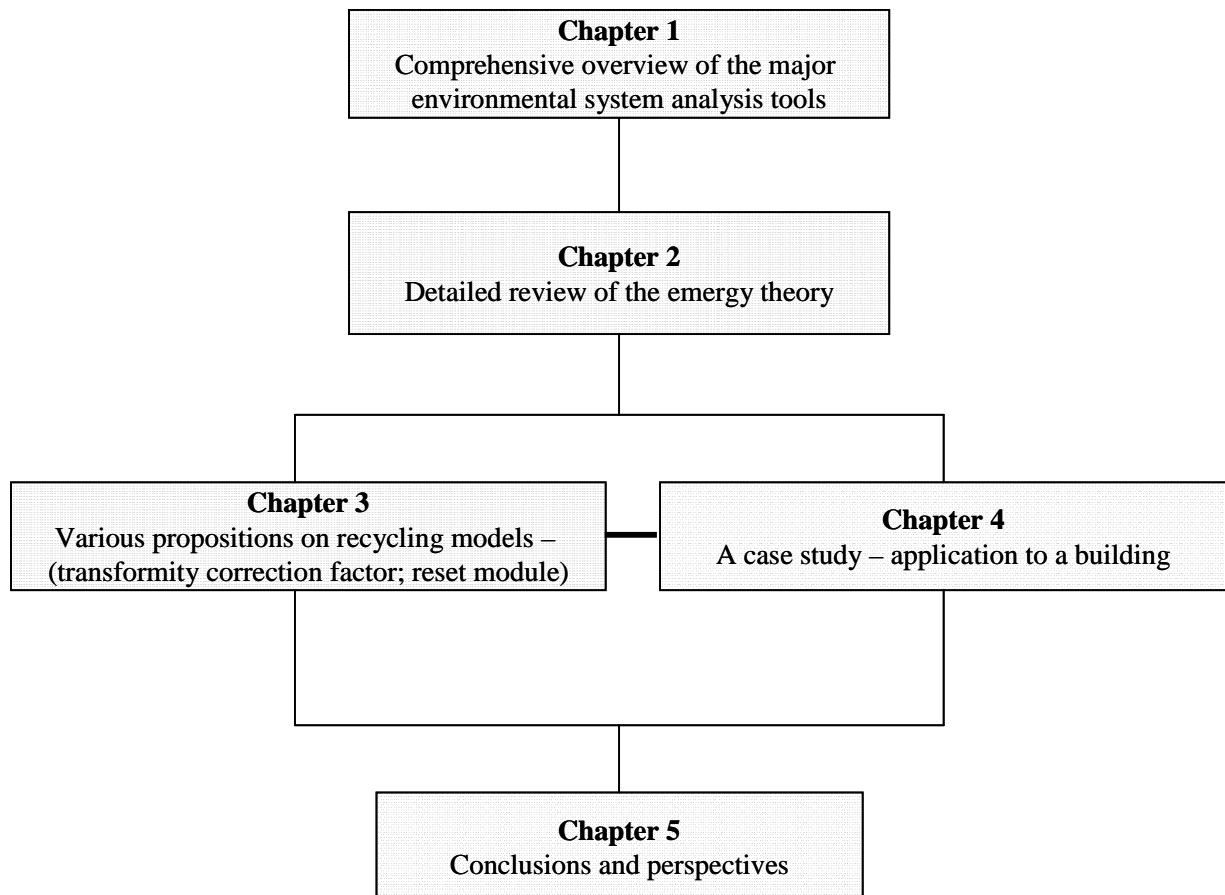 Chapter 1
Comprehensive overview of the major
environmental system analysis tools
Chapter 2
Detailed review of the emergy theory
Chapter 3
Various propositions on recycling models –
(transformity correction factor; reset module)
Chapter 4
A case study – application to a building
Chapter 5
Conclusions and perspectives